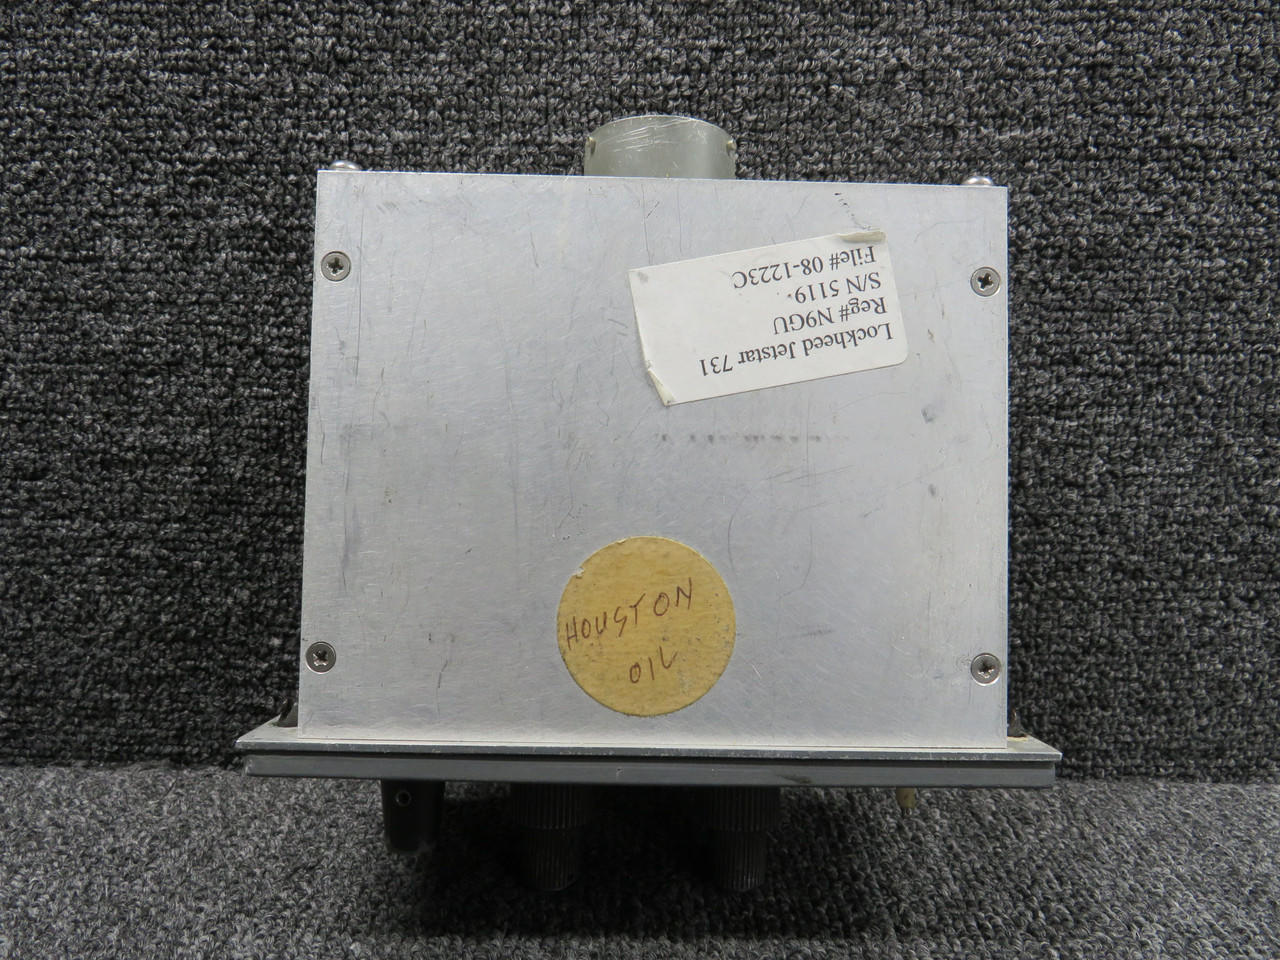 Lockheed Jetstar 731
Reg# N9GU
S/N 5119
File# 08-1223C
HOUSTON
OIL